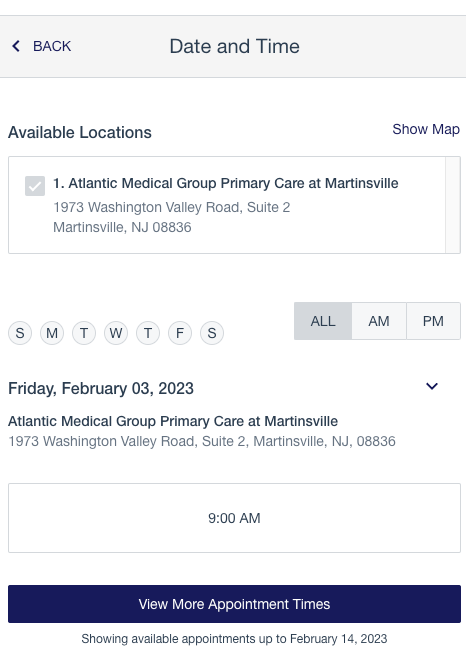 BACK
Date and Time
Available Locations
Show Map
1. Atlantic Medical Group Primary Care at Martinsville
1973 Washington Valley Road, Suite 2
Martinsville, NJ 08836
S M T W T F S
ALL AM PM
Friday, February 03, 2023
Atlantic Medical Group Primary Care at Martinsville
1973 Washington Valley Road, Suite 2, Martinsville, NJ, 08836
9:00 AM
View More Appointment Times
Showing available appointments up to February 14, 2023